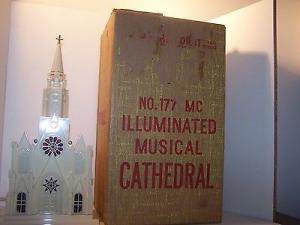 NO. 177 MC
ILLUMINATED
MUSICAL
CATHEDRAL